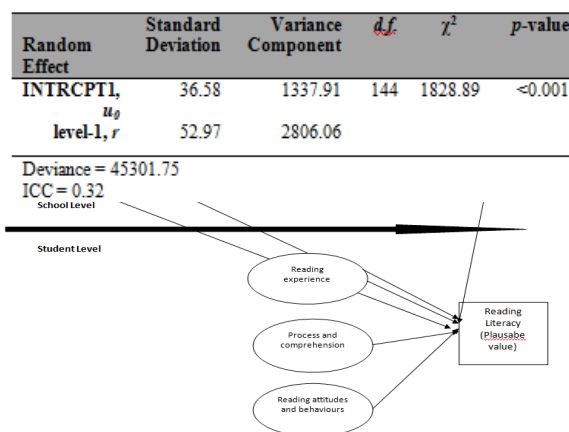 Random Effect Standard Deviation Variance Component d.f. χ² p-value
INTRCPT1, u₀ 36.58 1337.91 144 1828.89 <0.001
level-1, r 52.97 2806.06
Deviance = 45301.75
ICC = 0.32
School Level
Student Level
Reading
experience
Process and
comprehension
Reading attitudes
and behaviours
Reading
Literacy
(Plausabe
value)